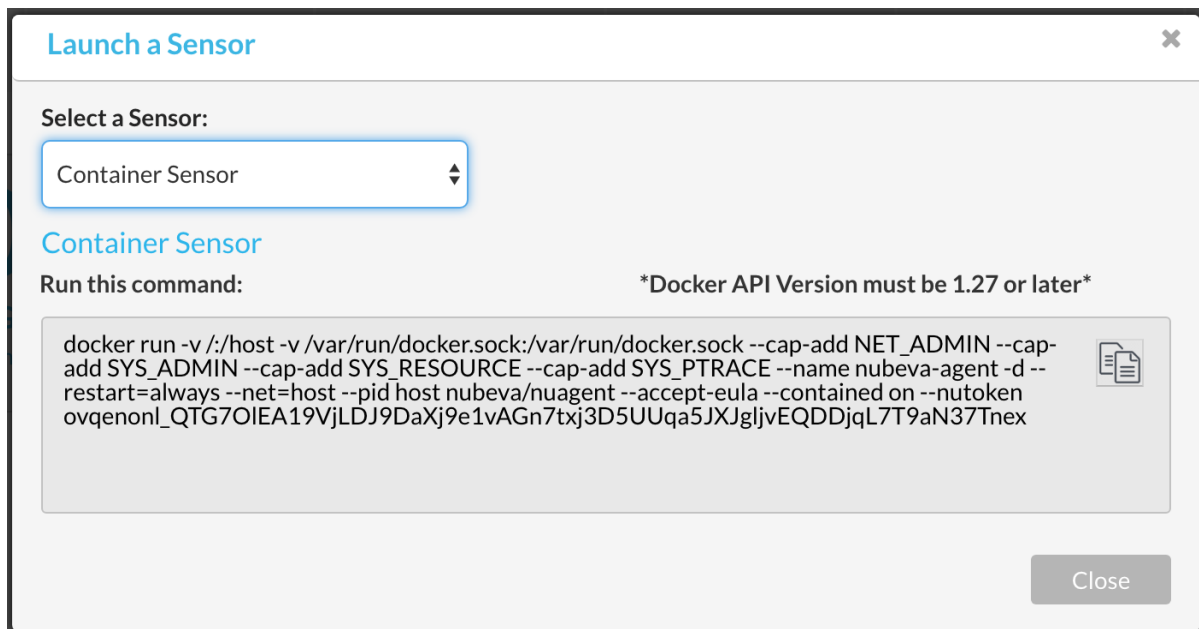 Launch a Sensor
Select a Sensor:
Container Sensor
Container Sensor
Run this command:
*Docker API Version must be 1.27 or later*
docker run -v /:/host -v /var/run/docker.sock:/var/run/docker.sock --cap-add NET_ADMIN --cap-
add SYS_ADMIN --cap-add SYS_RESOURCE --cap-add SYS_PTRACE --name nubeva-agent -d --
restart=always --net=host --pid host nubeva/nuagent --accept-eula --contained on --nutoken
ovqenonl_QTG7OlEA19VjLDJ9DaXj9e1vAGn7txj3D5UUqa5JXJgljvEQDDjqL7T9aN37Tnex
Close